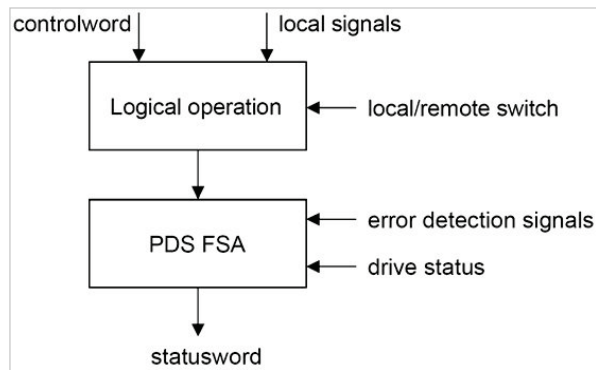 controlword
local signals
Logical operation
local/remote switch
PDS FSA
error detection signals
drive status
statusword